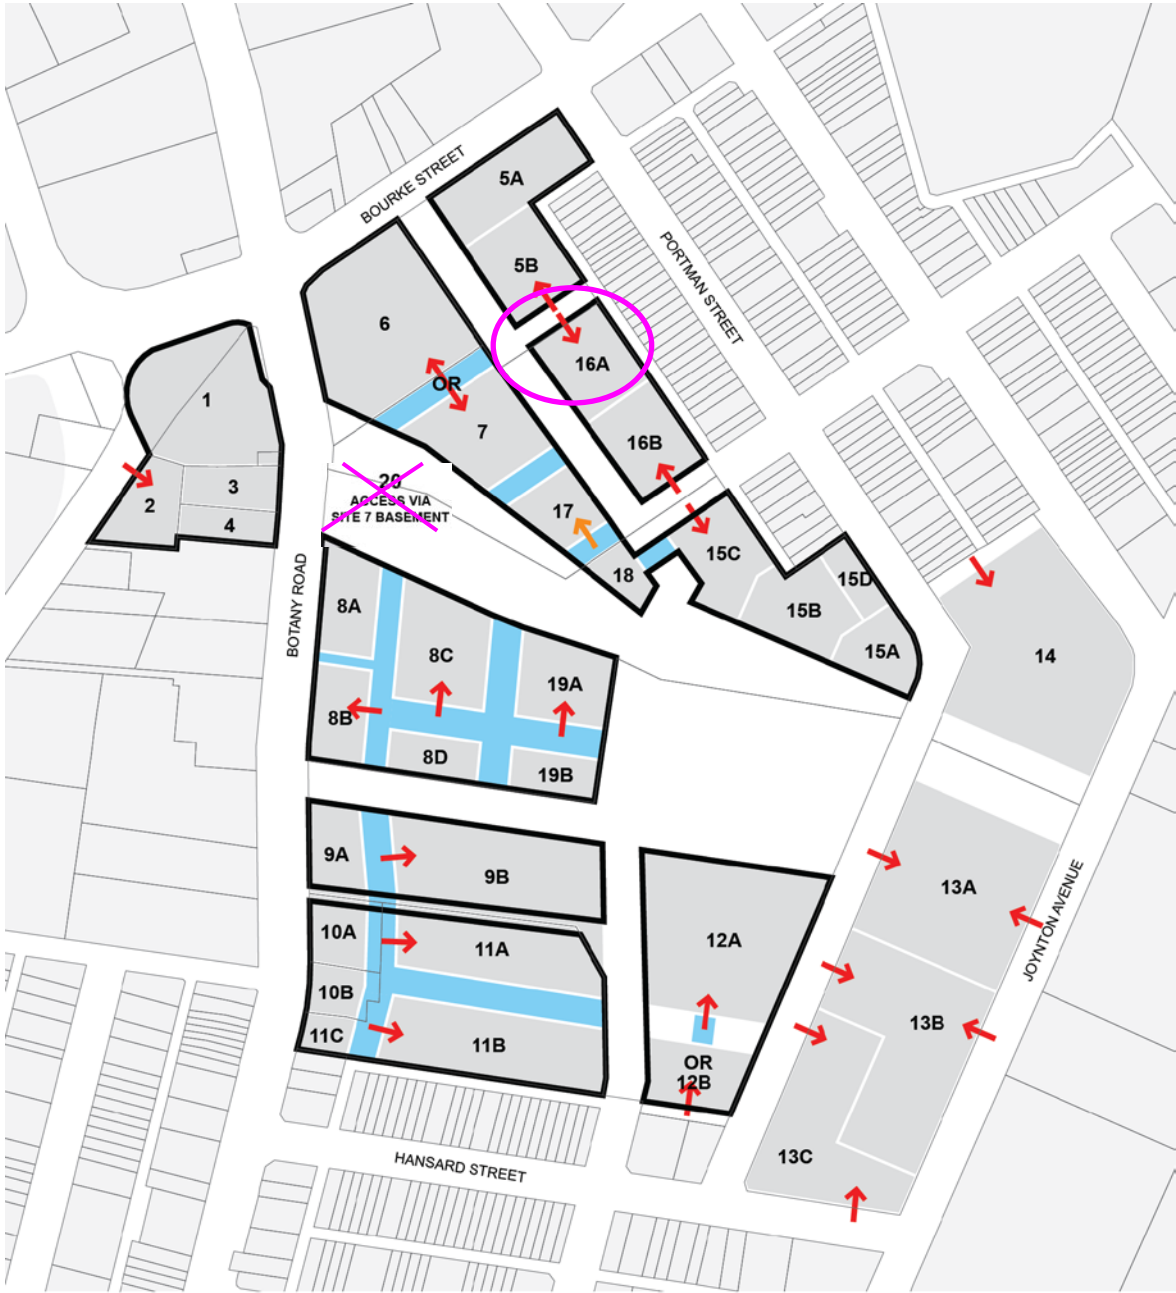 BOURKE STREET
5A
5B
PORTMAN STREET
6
16A
OR
1
7
16B
20
ACCESS VIA
SITE 7 BASEMENT
3
2
4
17
15C
18
15D
15B
15A
14
BOTANY ROAD
8A
8C
19A
8B
8D
19B
9A
9B
13A
JOYNTON AVENUE
10A
11A
12A
10B
13B
11C
11B
OR
12B
13C
HANSARD STREET